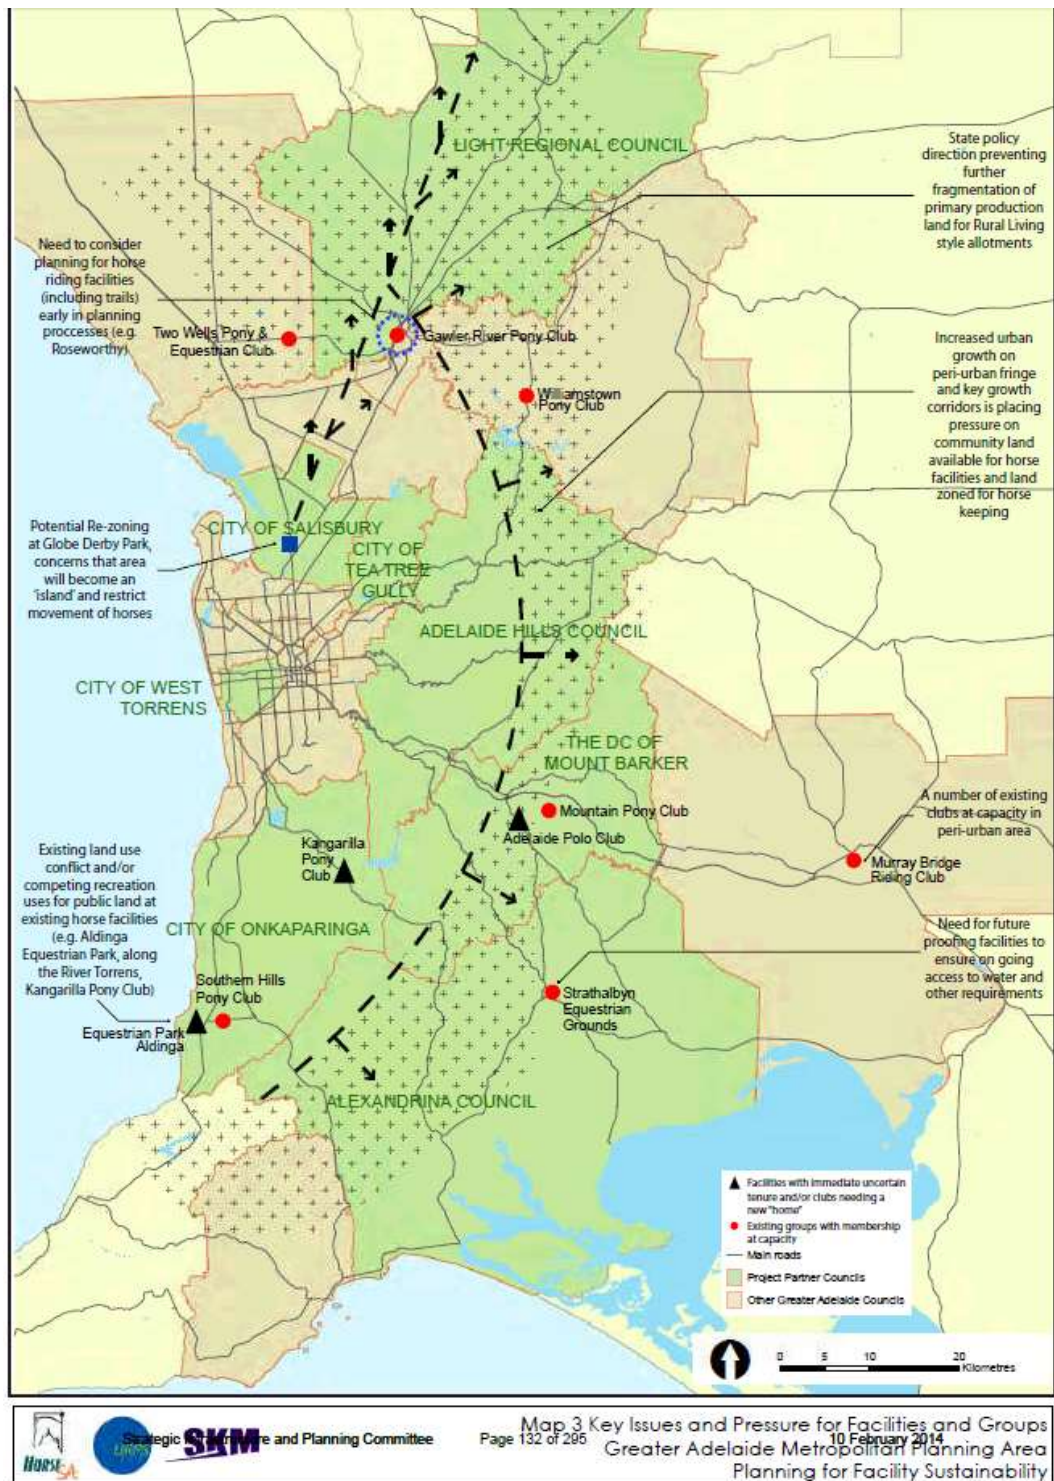 LIGHT REGIONAL COUNCIL
State policy
direction preventing
further
fragmentation of
primary production
land for Rural Living
style allotments
Need to consider
planning for horse
riding facilities
(including trails)
early in planning
proccesses (e.g.
Roseworthy)
Two Wells Pony &
Equestrian Club
Gawler River Pony Club
Williamstown
Pony Club
Increased urban
growth on
peri-urban fringe
and key growth
corridors is placing
pressure on
community land
available for horse
facilities and land
zoned for horse
keeping
Potential Re-zoning
at Globe Derby Park,
concerns that area
will become an
'island' and restrict
movement of horses
CITY OF SALISBURY
CITY OF
TEA TREE
GULLY
ADELAIDE HILLS COUNCIL
CITY OF WEST
TORRENS
THE DC OF
MOUNT BARKER
Mountain Pony Club
Adelaide Polo Club
Kangarilla
Pony
Club
A number of existing
clubs at capacity in
peri-urban area
Murray Bridge
Riding Club
Existing land use
conflict and/or
competing recreation
uses for public land at
existing horse facilities
(e.g. Aldinga
Equestrian Park, along
the River Torrens,
Kangarilla Pony Club)
CITY OF ONKAPARINGA
Need for future
proofing facilities to
ensure on going
access to water and
other requirements
Southern Hills
Pony Club
Equestrian Park
Aldinga
Strathalbyn
Equestrian
Grounds
ALEXANDRINA COUNCIL
Facilities with immediate uncertain
tenure and/or clubs needing a
new "home"
Existing groups with membership
at capacity
Main roads
Project Partner Councils
Other Greater Adelaide Councils
0 5 10 20
Kilometres
Horse SA
SKM
Strategic Infrastructure and Planning Committee
Page 132 of 295
10 February 2014
Map 3 Key Issues and Pressure for Facilities and Groups
Greater Adelaide Metropolitan Planning Area
Planning for Facility Sustainability